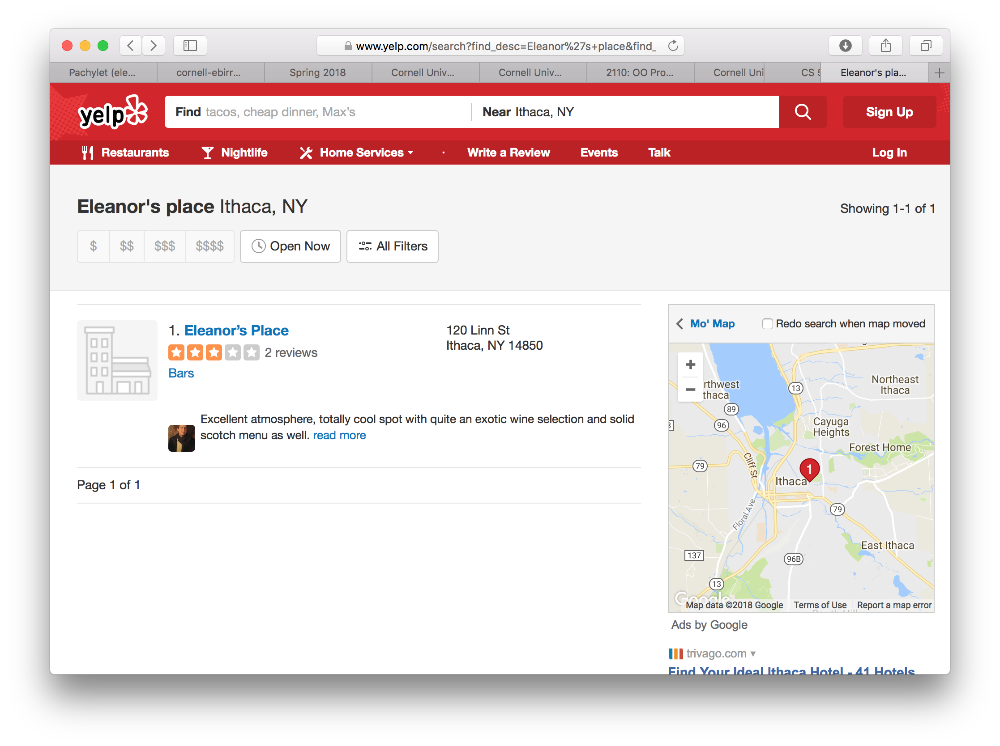 www.yelp.com/search?find_desc=Eleanor%27s+place&find_
Pachylet (ele...
cornell-ebirr...
Spring 2018
Cornell Univ...
Cornell Univ...
2110: OO Pro...
Cornell Uni
CS
Eleanor's pla...
yelp
Find tacos, cheap dinner, Max's
Near Ithaca, NY
Sign Up
Restaurants
Nightlife
Home Services
Write a Review
Events
Talk
Log In
Eleanor's place Ithaca, NY
Showing 1-1 of 1
$ $$ $$$ $$$$
Open Now
All Filters
1. Eleanor’s Place
2 reviews
Bars
120 Linn St
Ithaca, NY 14850
Excellent atmosphere, totally cool spot with quite an exotic wine selection and solid
scotch menu as well. read more
Page 1 of 1
Mo' Map
Redo search when map moved
+
−
rthwest
thaca
13
Northeast
Ithaca
89
96
Cayuga
Heights
Forest Home
79
Cliff St
1
Ithaca
Floral Ave
79
East Ithaca
137
96B
13
Google
Map data ©2018 Google
Terms of Use
Report a map error
Ads by Google
trivago.com
Find Your Ideal Ithaca Hotel - 41 Hotels